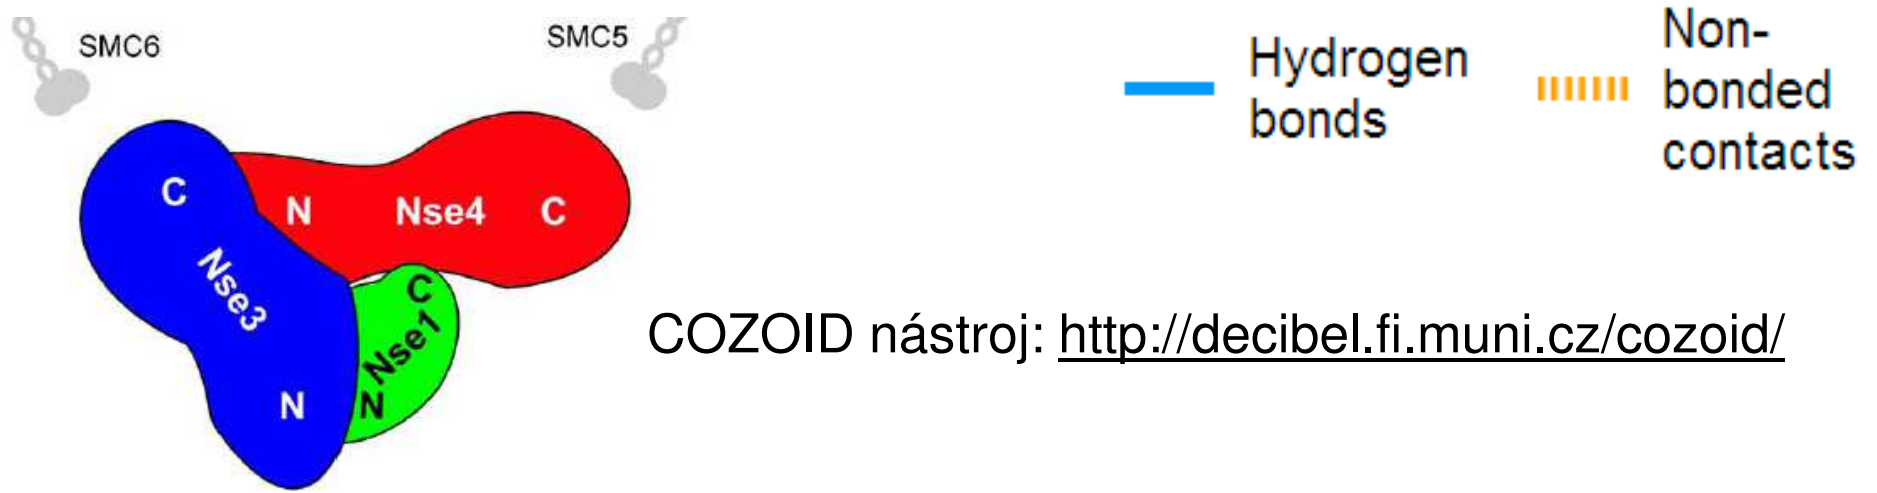 SMC6
SMC5
Hydrogen
bonds
Non-
bonded
contacts
C
N
Nse4
C
Nse3
C
Nse1
N
N
COZOID nástroj: http://decibel.fi.muni.cz/cozoid/